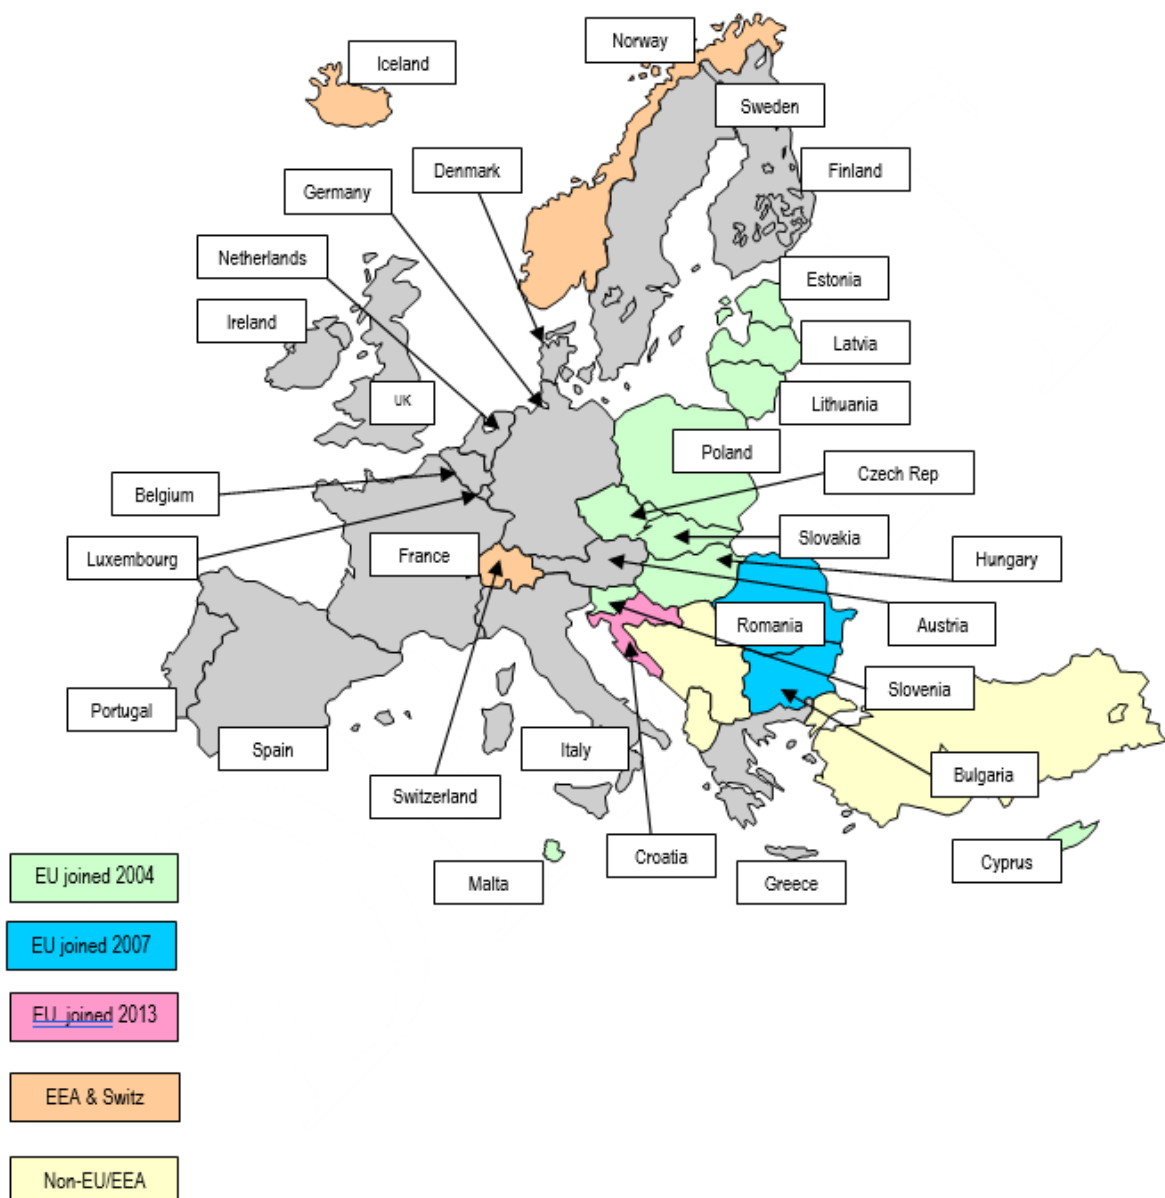 Norway
Iceland
Sweden
Denmark
Finland
Germany
Netherlands
Estonia
Ireland
Latvia
UK
Lithuania
Poland
Czech Rep
Belgium
Slovakia
France
Luxembourg
Hungary
Romania
Austria
Slovenia
Portugal
Spain
Italy
Bulgaria
Switzerland
Croatia
Cyprus
Malta
Greece
EU joined 2004
EU joined 2007
EU joined 2013
EEA & Switz
Non-EU/EEA